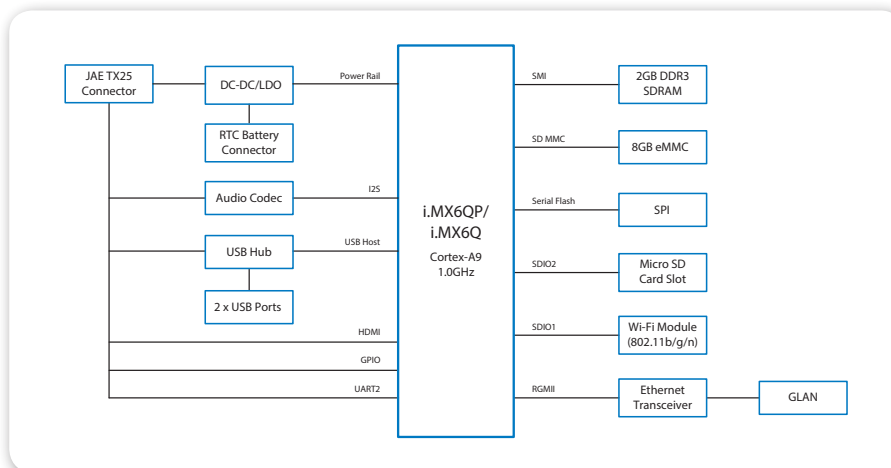 JAE TX25
Connector
DC-DC/LDO
Power Rail
RTC Battery
Connector
Audio Codec
I2S
USB Hub
USB Host
2 x USB Ports
HDMI
GPIO
UART2
i.MX6QP/
i.MX6Q
Cortex-A9
1.0GHz
SMI
2GB DDR3
SDRAM
SD MMC
8GB eMMC
Serial Flash
SPI
SDIO2
Micro SD
Card Slot
SDIO1
Wi-Fi Module
(802.11b/g/n)
RGMII
Ethernet
Transceiver
GLAN